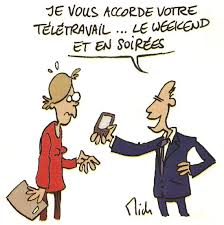 JE VOUS ACCORDE VOTRE
TÉLÉTRAVAIL ... LE WEEKEND
ET EN SOIRÉES
Mich